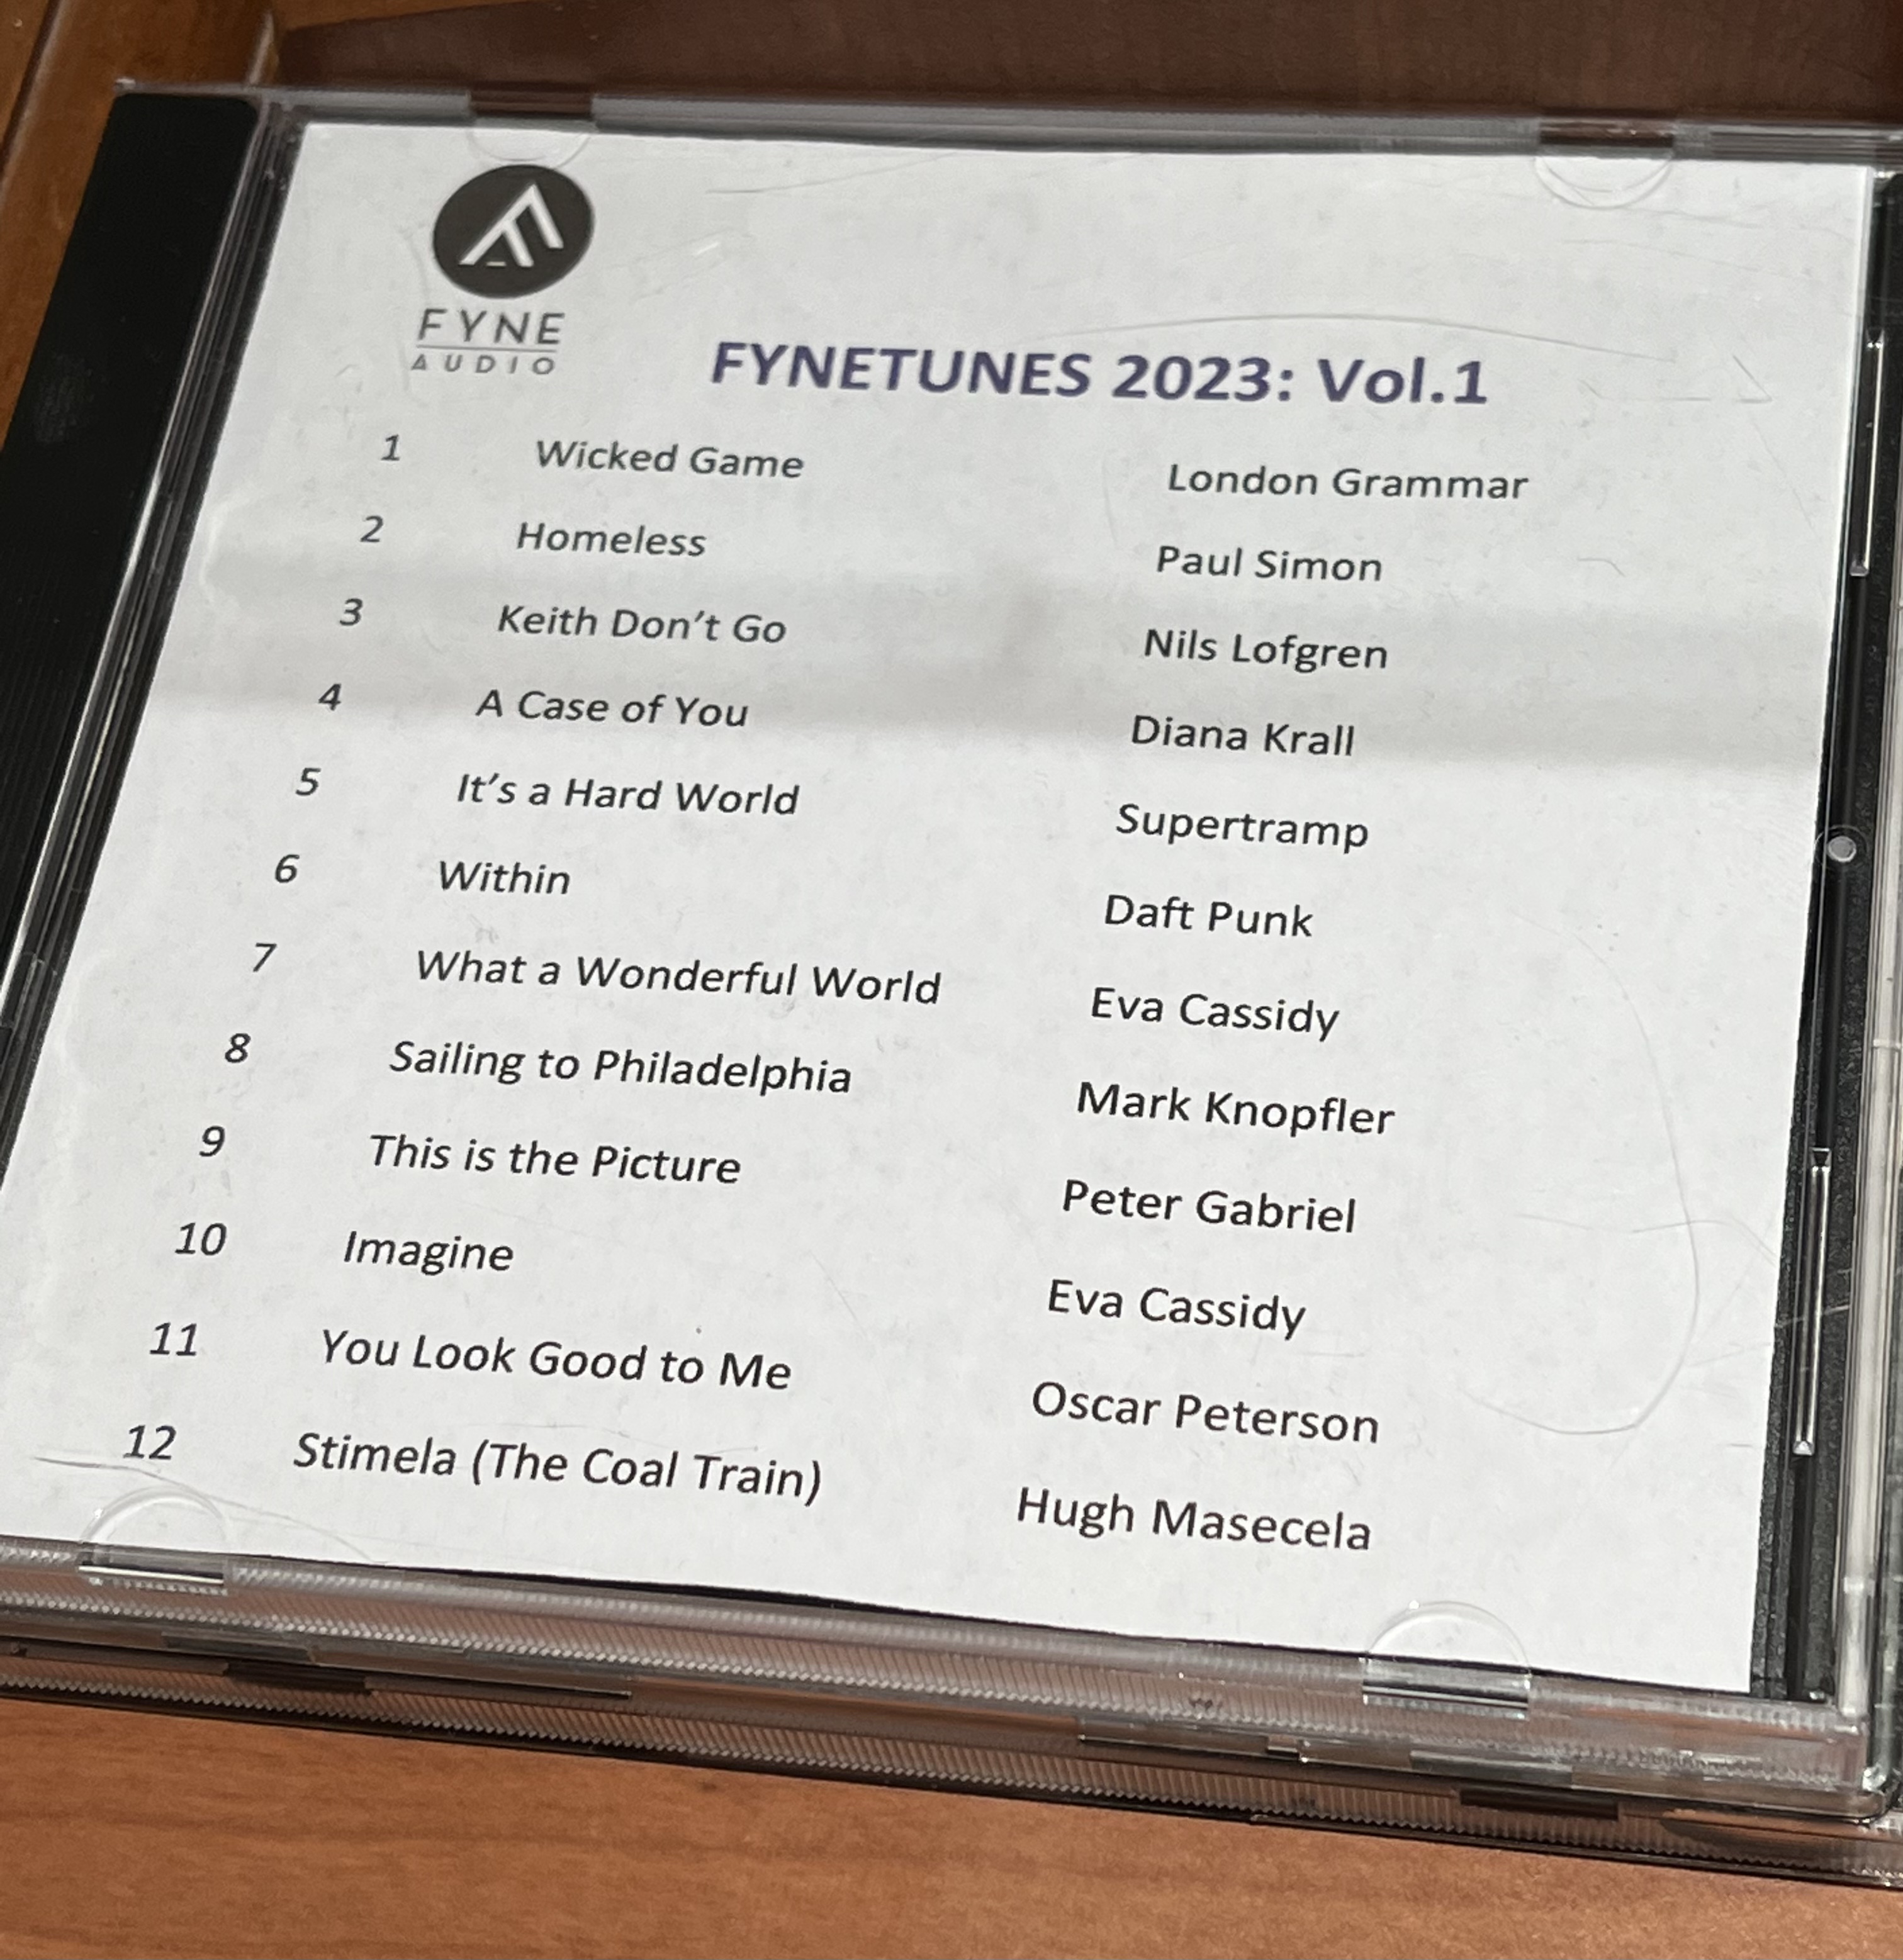 FYNE
AUDIO
FYNETUNES 2023: Vol.1
1 Wicked Game London Grammar
2 Homeless Paul Simon
3 Keith Don't Go Nils Lofgren
4 A Case of You Diana Krall
5 It's a Hard World Supertramp
6 Within Daft Punk
7 What a Wonderful World Eva Cassidy
8 Sailing to Philadelphia Mark Knopfler
9 This is the Picture Peter Gabriel
10 Imagine Eva Cassidy
11 You Look Good to Me Oscar Peterson
12 Stimela (The Coal Train) Hugh Masecela